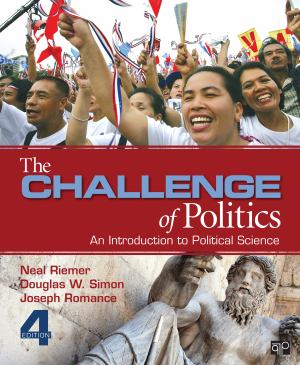 The
CHALLENGE
of Politics
An Introduction to Political Science
Neal Riemer
Douglas W. Simon
Joseph Romance
4
EDITION